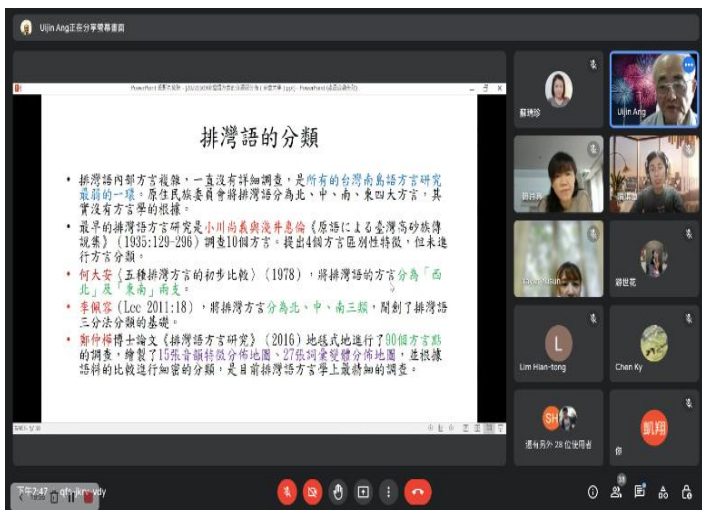 Uijin Ang正在分享螢幕畫面
排灣語的分類
• 排灣語內部方言複雜，一直沒有詳細調查，是所有的台灣南島語方言研究
最弱的一環。原住民族委員會將排灣語分為北、中、南、東四大方言，其
實沒有方言學的根據。
• 最早的排灣語方言研究是小川尚義與淺井惠倫《原語による臺灣高砂族傳
說集》（1935:129-296）調查10個方言。提出4個方言區別性特徵，但未進
行方言分類。
• 何大安〈五種排灣方言的初步比較〉（1978），將排灣語的方言分為「西
北」及「東南」兩支。
• 李佩容（Lee 2011:18），將排灣方言分為北、中、南三類，開創了排灣語
三分法分類的基礎。
• 鄭仲樺博士論文《排灣語方言研究》（2016）地毯式地進行了90個方言點
的調查，繪製了15張音韻特徵分佈地圖、27張詞彙變體分佈地圖，並根據
語料的比較進行細密的分類，是目前排灣語方言學上最精細的調查。
蘇琇珍
Uijin Ang
游世花
L
Lim Hian-tong
Chen Ky
SH
還有另外 28 位使用者
凱翔
你
下午2:47
38